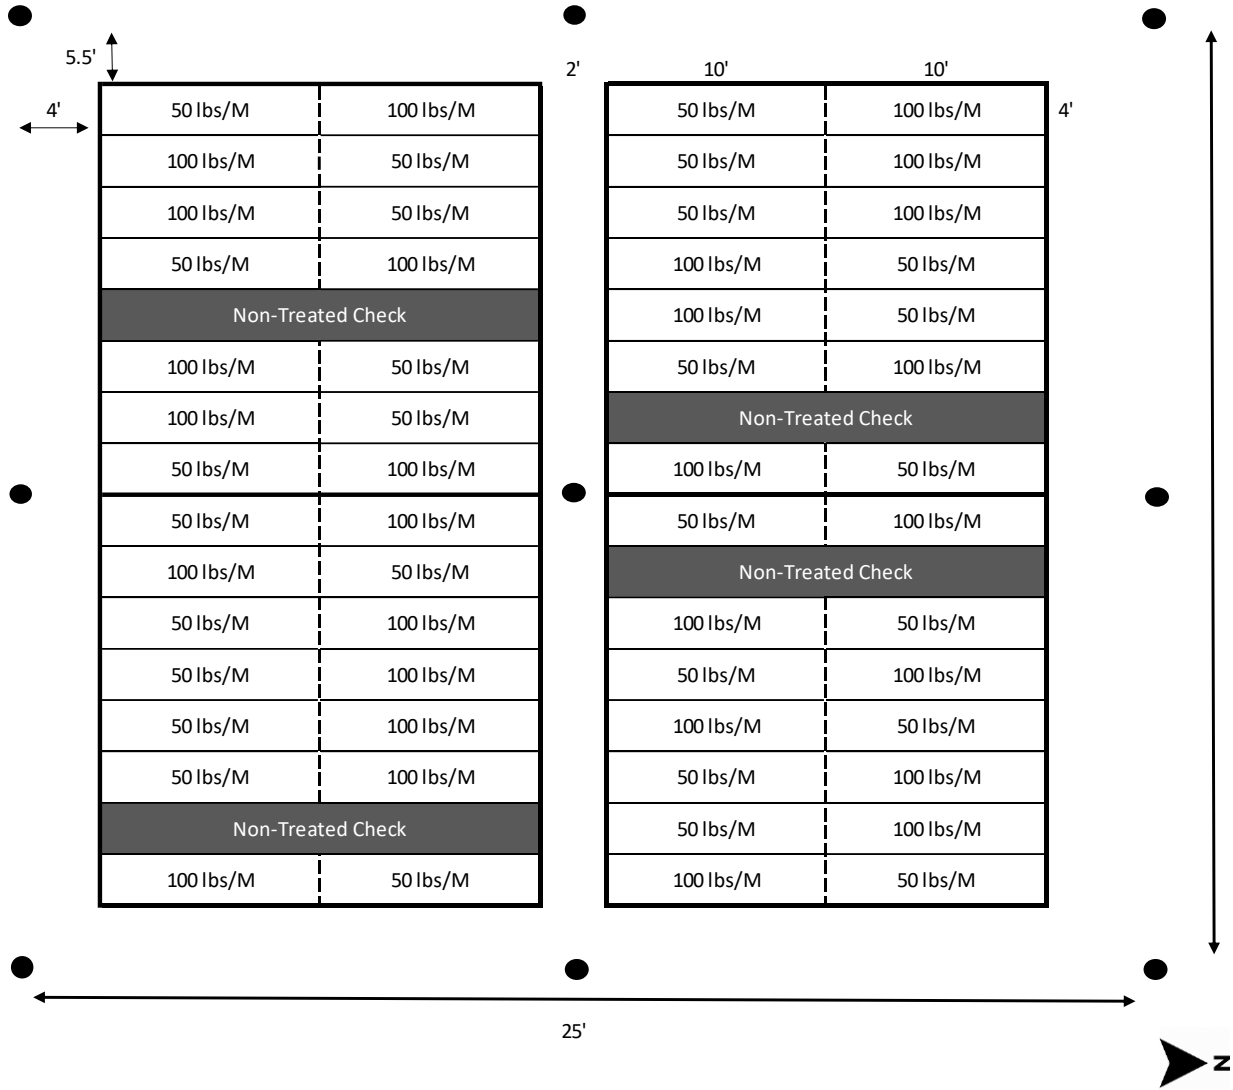 5.5'
2' 10' 10'
4' 50 lbs/M 100 lbs/M 50 lbs/M 100 lbs/M 4'
100 lbs/M 50 lbs/M 50 lbs/M 100 lbs/M
100 lbs/M 50 lbs/M 50 lbs/M 100 lbs/M
50 lbs/M 100 lbs/M 100 lbs/M 50 lbs/M
Non-Treated Check 100 lbs/M 50 lbs/M
100 lbs/M 50 lbs/M 50 lbs/M 100 lbs/M
100 lbs/M 50 lbs/M Non-Treated Check
50 lbs/M 100 lbs/M 100 lbs/M 50 lbs/M
50 lbs/M 100 lbs/M 50 lbs/M 100 lbs/M
100 lbs/M 50 lbs/M Non-Treated Check
50 lbs/M 100 lbs/M 100 lbs/M 50 lbs/M
50 lbs/M 100 lbs/M 50 lbs/M 100 lbs/M
50 lbs/M 100 lbs/M 100 lbs/M 50 lbs/M
50 lbs/M 100 lbs/M 50 lbs/M 100 lbs/M
Non-Treated Check 50 lbs/M 100 lbs/M
100 lbs/M 50 lbs/M 100 lbs/M 50 lbs/M
25'
N